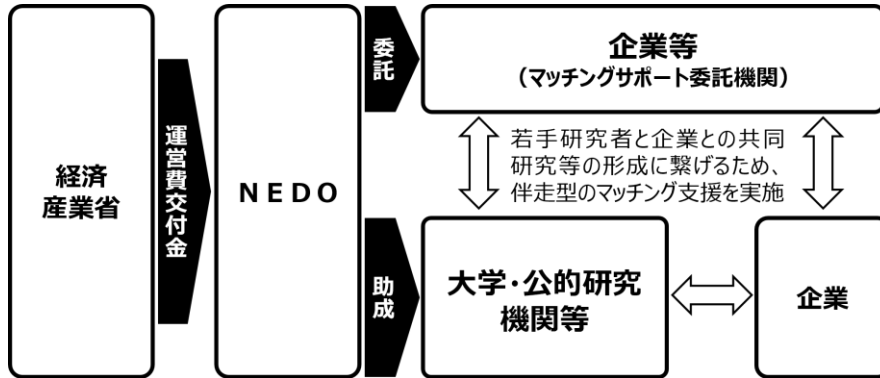 経済
産業省
運営費交付金
NEDO
委託
企業等
（マッチングサポート委託機関）
若手研究者と企業との共同
研究等の形成に繋げるため、
伴走型のマッチング支援を実施
助成
大学・公的研究
機関等
企業